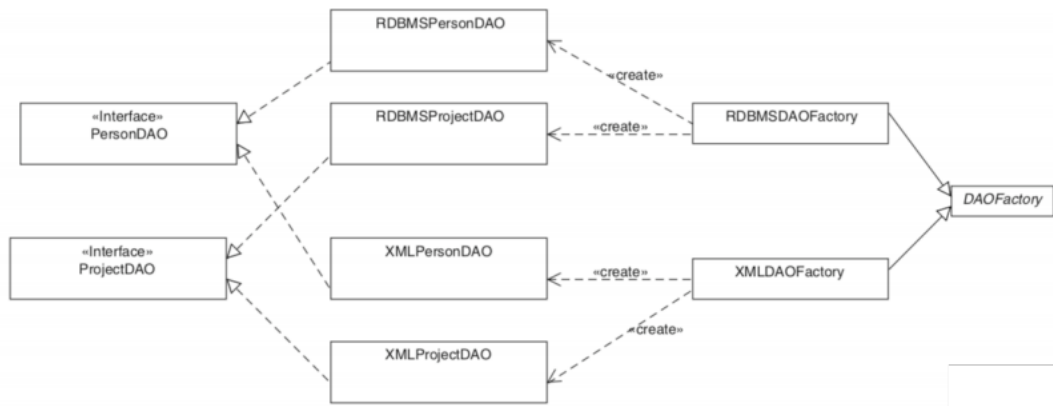 RDBMSPersonDAO
«create»
«Interface»
PersonDAO
RDBMSProjectDAO
«create»
RDBMSDAOFactory
DAOFactory
«Interface»
ProjectDAO
XMLPersonDAO
«create»
XMLDAOFactory
«create»
XMLProjectDAO